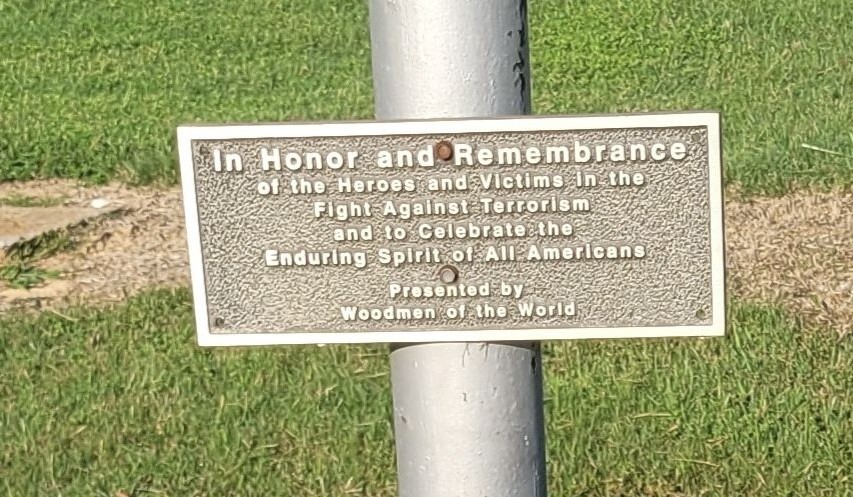 In Honor and Remembrance
of the Heroes and Victims in the
Fight Against Terrorism
and to Celebrate the
Enduring Spirit of All Americans
Presented by
Woodmen of the World